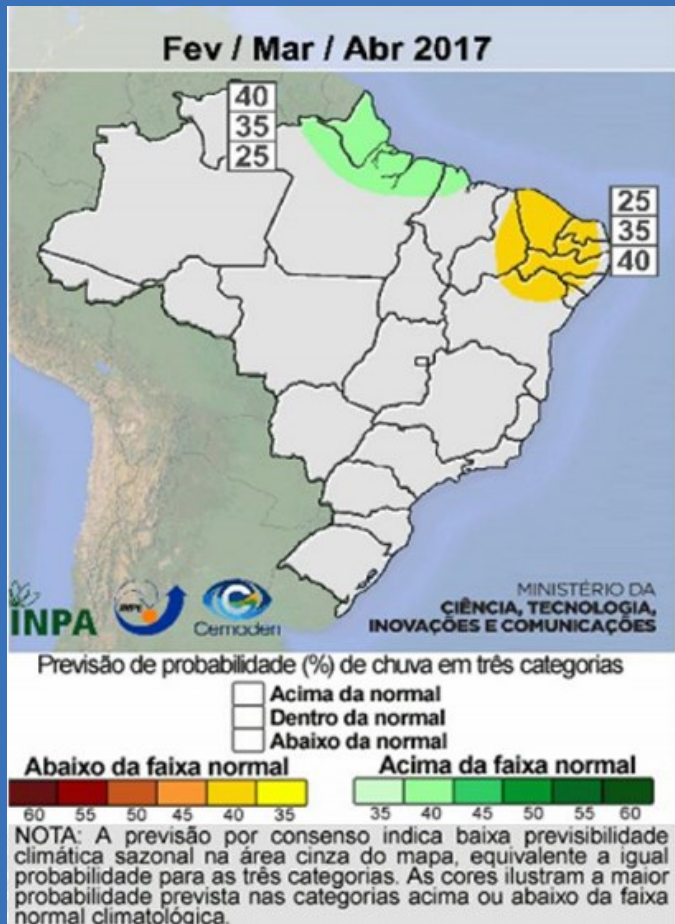 Fev / Mar / Abr 2017
40
35
25
25
35
40
INPA
INPE
Cemaden
MINISTÉRIO DA
CIÊNCIA, TECNOLOGIA,
INOVAÇÕES E COMUNICAÇÕES
Previsão de probabilidade (%) de chuva em três categorias
Acima da normal
Dentro da normal
Abaixo da normal
Abaixo da faixa normal
Acima da faixa normal
60 55 50 45 40 35
35 40 45 50 55 60
NOTA: A previsão por consenso indica baixa previsibilidade
climática sazonal na área cinza do mapa, equivalente a igual
probabilidade para as três categorias. As cores ilustram a maior
probabilidade prevista nas categorias acima ou abaixo da faixa
normal climatológica.